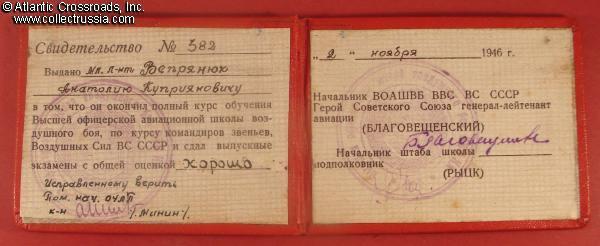 © Atlantic Crossroads, Inc.
www.collectrussia.com
Свидетельство № 382
Выдано мл. л-нт Вспрянюк
Анатолию Куприяновичу
в том, что он окончил полный курс обучения
Высшей офицерской авиационной школы воз-
душного боя, по курсу командиров звеньев,
Воздушных Сил ВС СССР и сдал выпускные
экзамены с общей оценкой хорошо
Исправленному верить
Пом. нач.
к-н /Минин/.
„2" ноября 1946 г.
Начальник ВОАШВБ ВВС ВС СССР
Герой Советского Союза генерал-лейтенант
авиации
(БЛАГОВЕЩЕНСКИЙ)
Начальник штаба школы
подполковник
(РЫЦК)